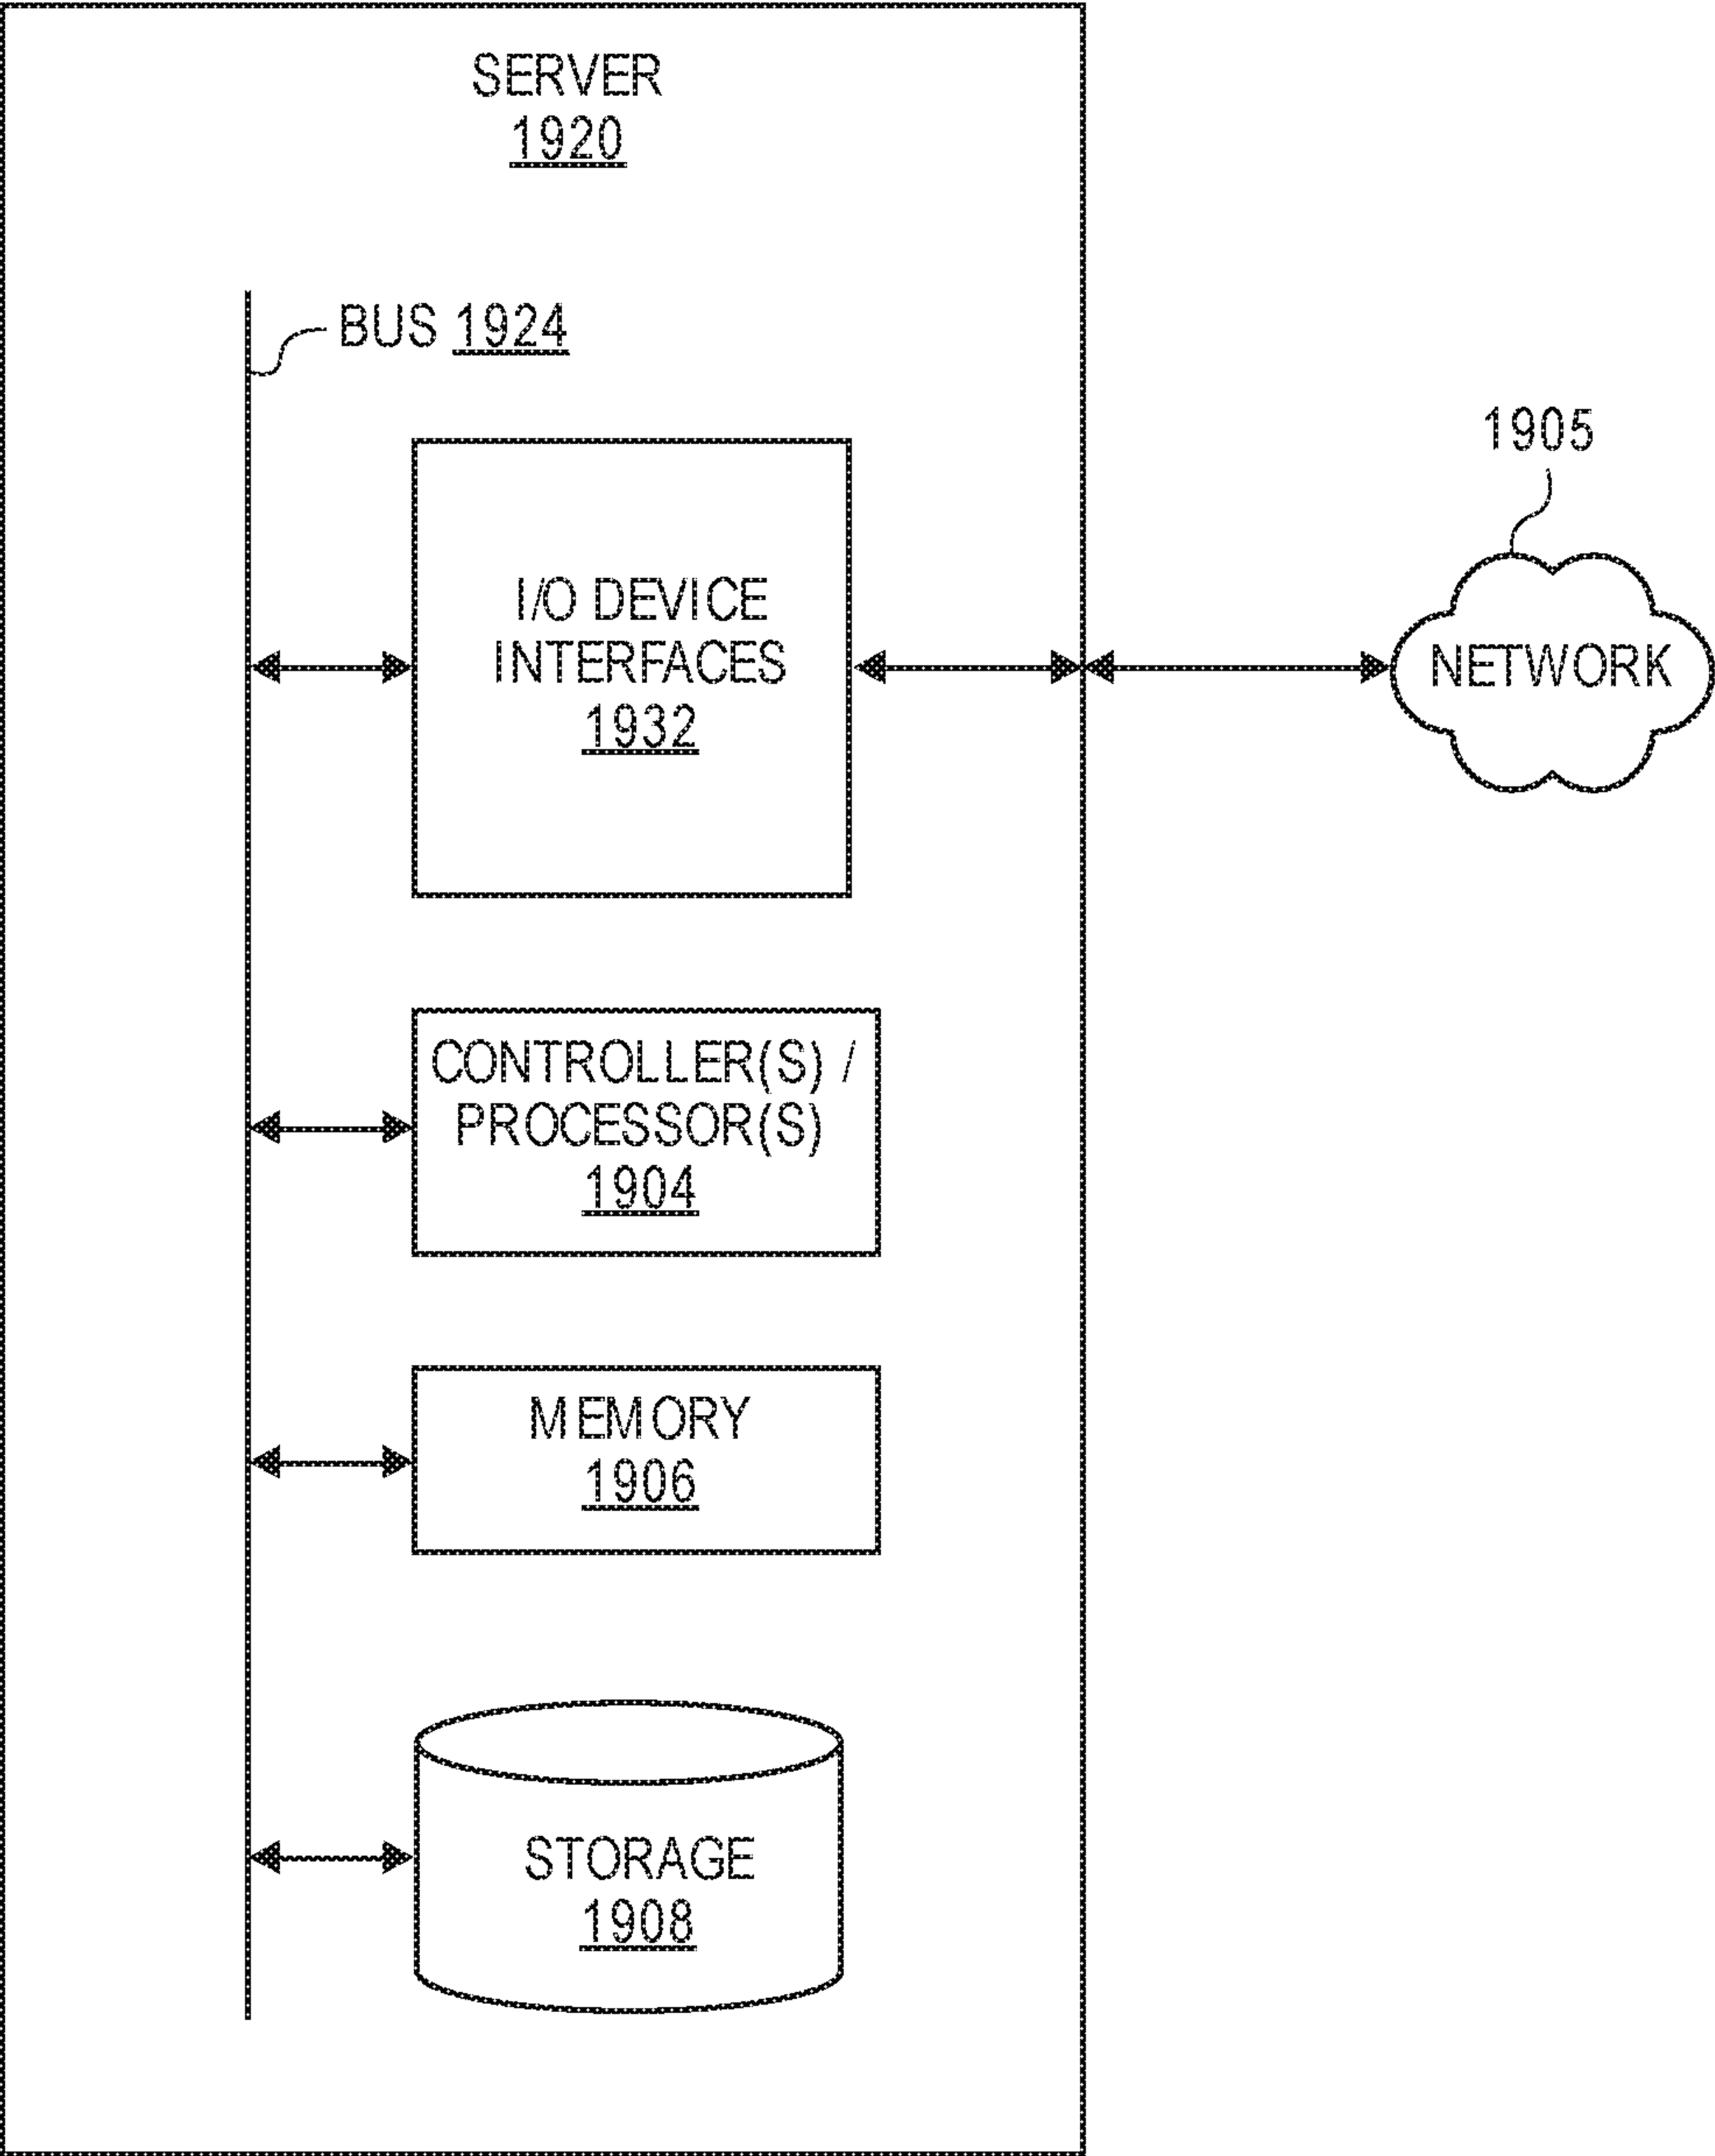 SERVER
1920
BUS 1924
1905
I/O DEVICE
INTERFACES
1932
NETWORK
CONTROLLER(S) /
PROCESSOR(S)
1904
MEMORY
1906
STORAGE
1908